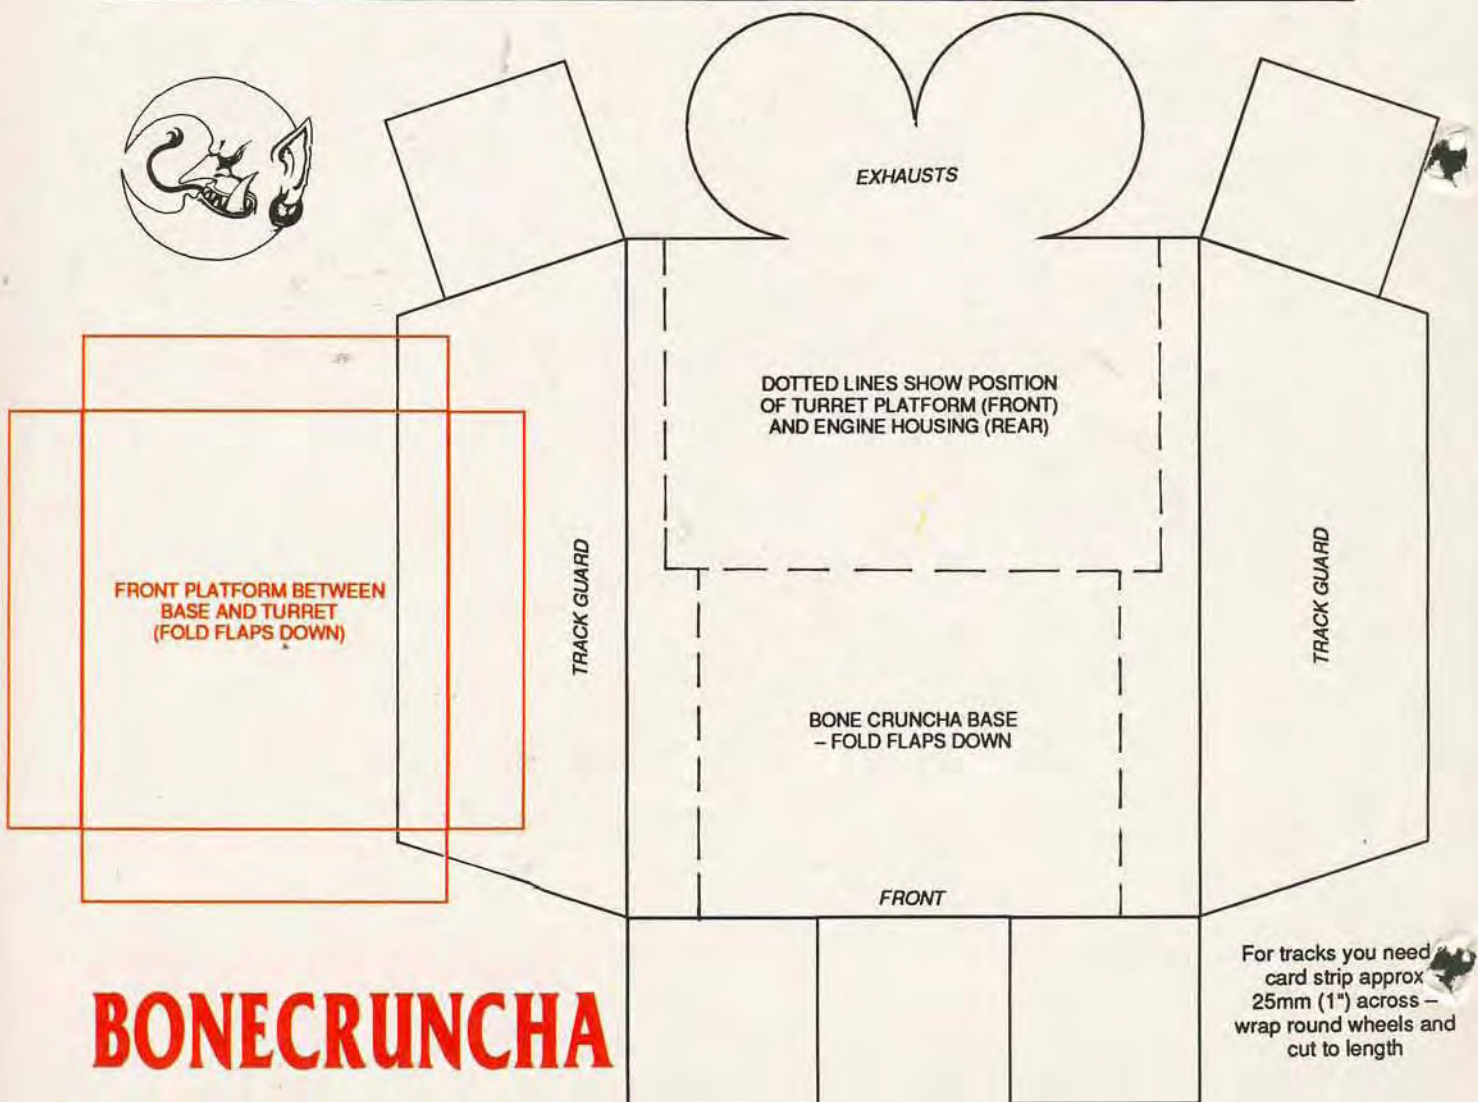 EXHAUSTS
DOTTED LINES SHOW POSITION
OF TURRET PLATFORM (FRONT)
AND ENGINE HOUSING (REAR)
FRONT PLATFORM BETWEEN
BASE AND TURRET
(FOLD FLAPS DOWN)
TRACK GUARD
TRACK GUARD
BONE CRUNCHA BASE
– FOLD FLAPS DOWN
FRONT
BONECRUNCHA
For tracks you need
card strip approx
25mm (1") across –
wrap round wheels and
cut to length